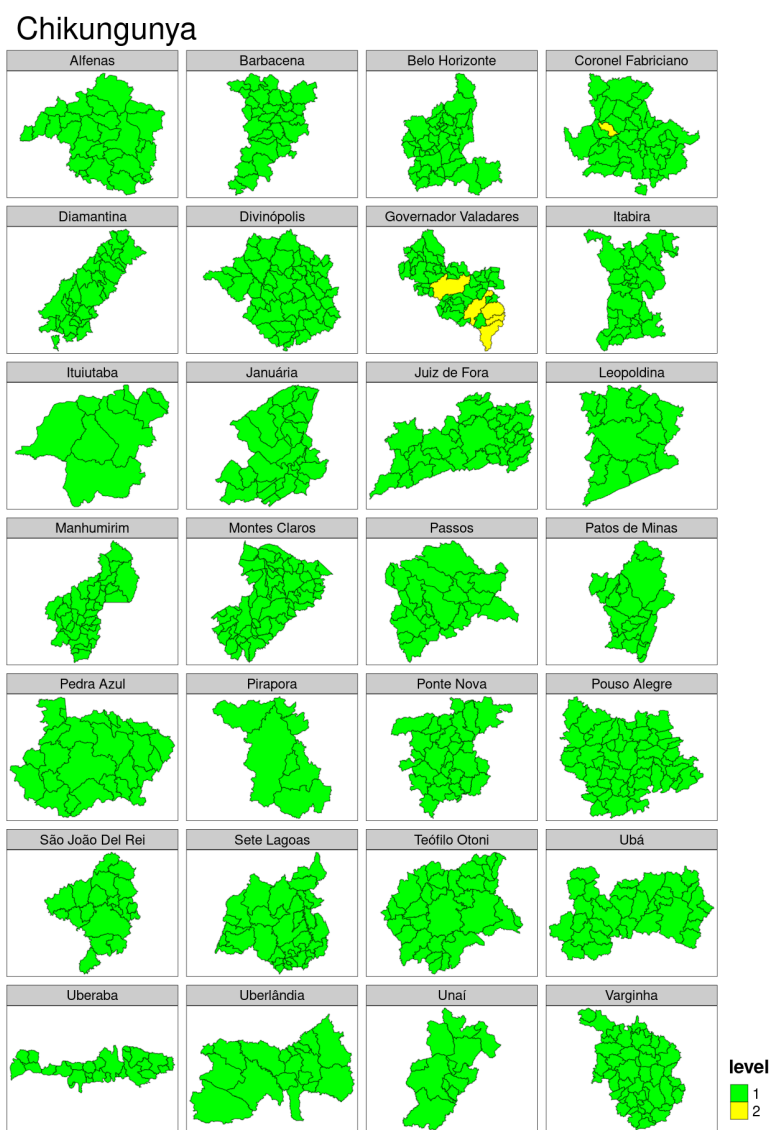 Chikungunya
Alfenas
Barbacena
Belo Horizonte
Coronel Fabriciano
Diamantina
Divinópolis
Governador Valadares
Itabira
Ituiutaba
Januária
Juiz de Fora
Leopoldina
Manhumirim
Montes Claros
Passos
Patos de Minas
Pedra Azul
Pirapora
Ponte Nova
Pouso Alegre
São João Del Rei
Sete Lagoas
Teófilo Otoni
Ubá
Uberaba
Uberlândia
Unaí
Varginha
level
1
2